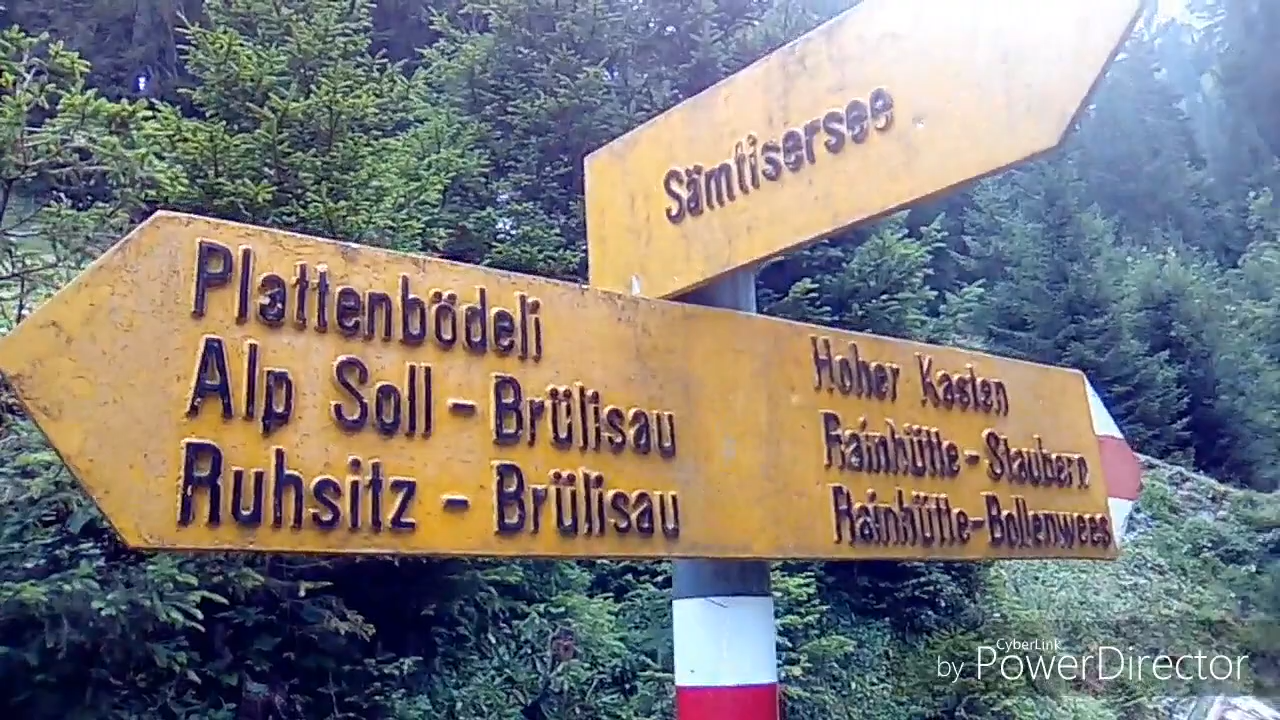 Sämtisersee
Plattenbödeli
Alp Soll - Brülisau
Ruhsitz - Brülisau
Hoher Kasten
Rainhütte - Staubern
Rainhütte - Bollenwees
CyberLink
by PowerDirector